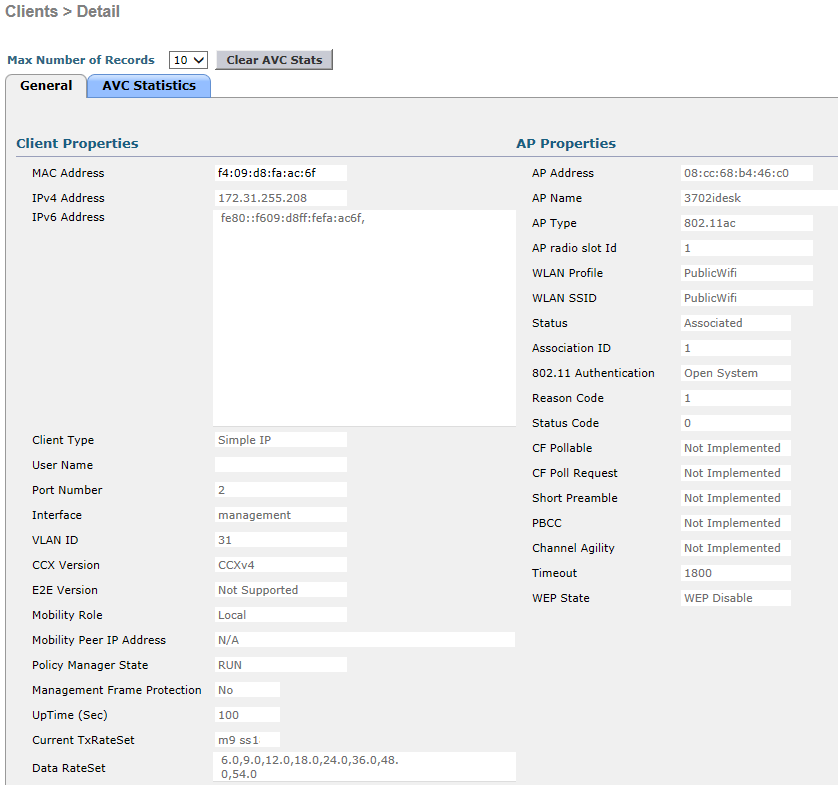 Clients > Detail
Max Number of Records 10 Clear AVC Stats
General AVC Statistics
Client Properties
MAC Address f4:09:d8:fa:ac:6f
IPv4 Address 172.31.255.208
IPv6 Address fe80::f609:d8ff:fefa:ac6f,
Client Type Simple IP
User Name
Port Number 2
Interface management
VLAN ID 31
CCX Version CCXv4
E2E Version Not Supported
Mobility Role Local
Mobility Peer IP Address N/A
Policy Manager State RUN
Management Frame Protection No
UpTime (Sec) 100
Current TxRateSet m9 ss1
Data RateSet 6.0,9.0,12.0,18.0,24.0,36.0,48.
0,54.0
AP Properties
AP Address 08:cc:68:b4:46:c0
AP Name 3702idesk
AP Type 802.11ac
AP radio slot Id 1
WLAN Profile PublicWifi
WLAN SSID PublicWifi
Status Associated
Association ID 1
802.11 Authentication Open System
Reason Code 1
Status Code 0
CF Pollable Not Implemented
CF Poll Request Not Implemented
Short Preamble Not Implemented
PBCC Not Implemented
Channel Agility Not Implemented
Timeout 1800
WEP State WEP Disable